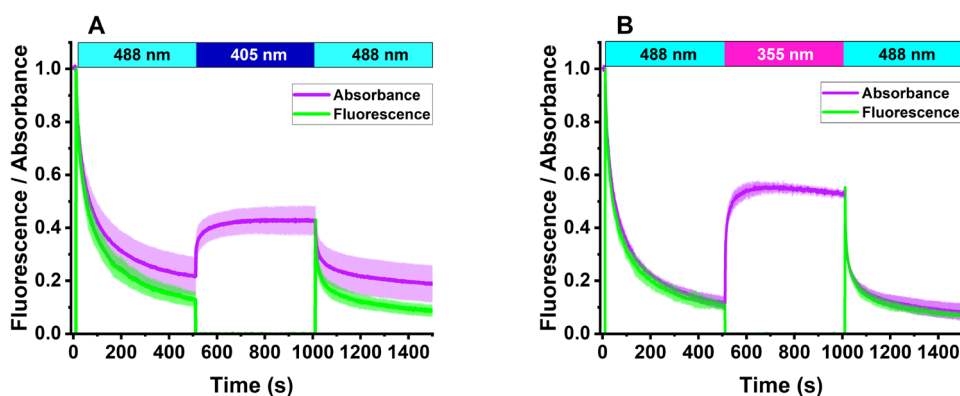 A
488 nm 405 nm 488 nm
Absorbance
Fluorescence
1.0
0.8
0.6
0.4
0.2
0.0
Fluorescence / Absorbance
0 200 400 600 800 1000 1200 1400
Time (s)
B
488 nm 355 nm 488 nm
Absorbance
Fluorescence
1.0
0.8
0.6
0.4
0.2
0.0
Fluorescence / Absorbance
0 200 400 600 800 1000 1200 1400
Time (s)